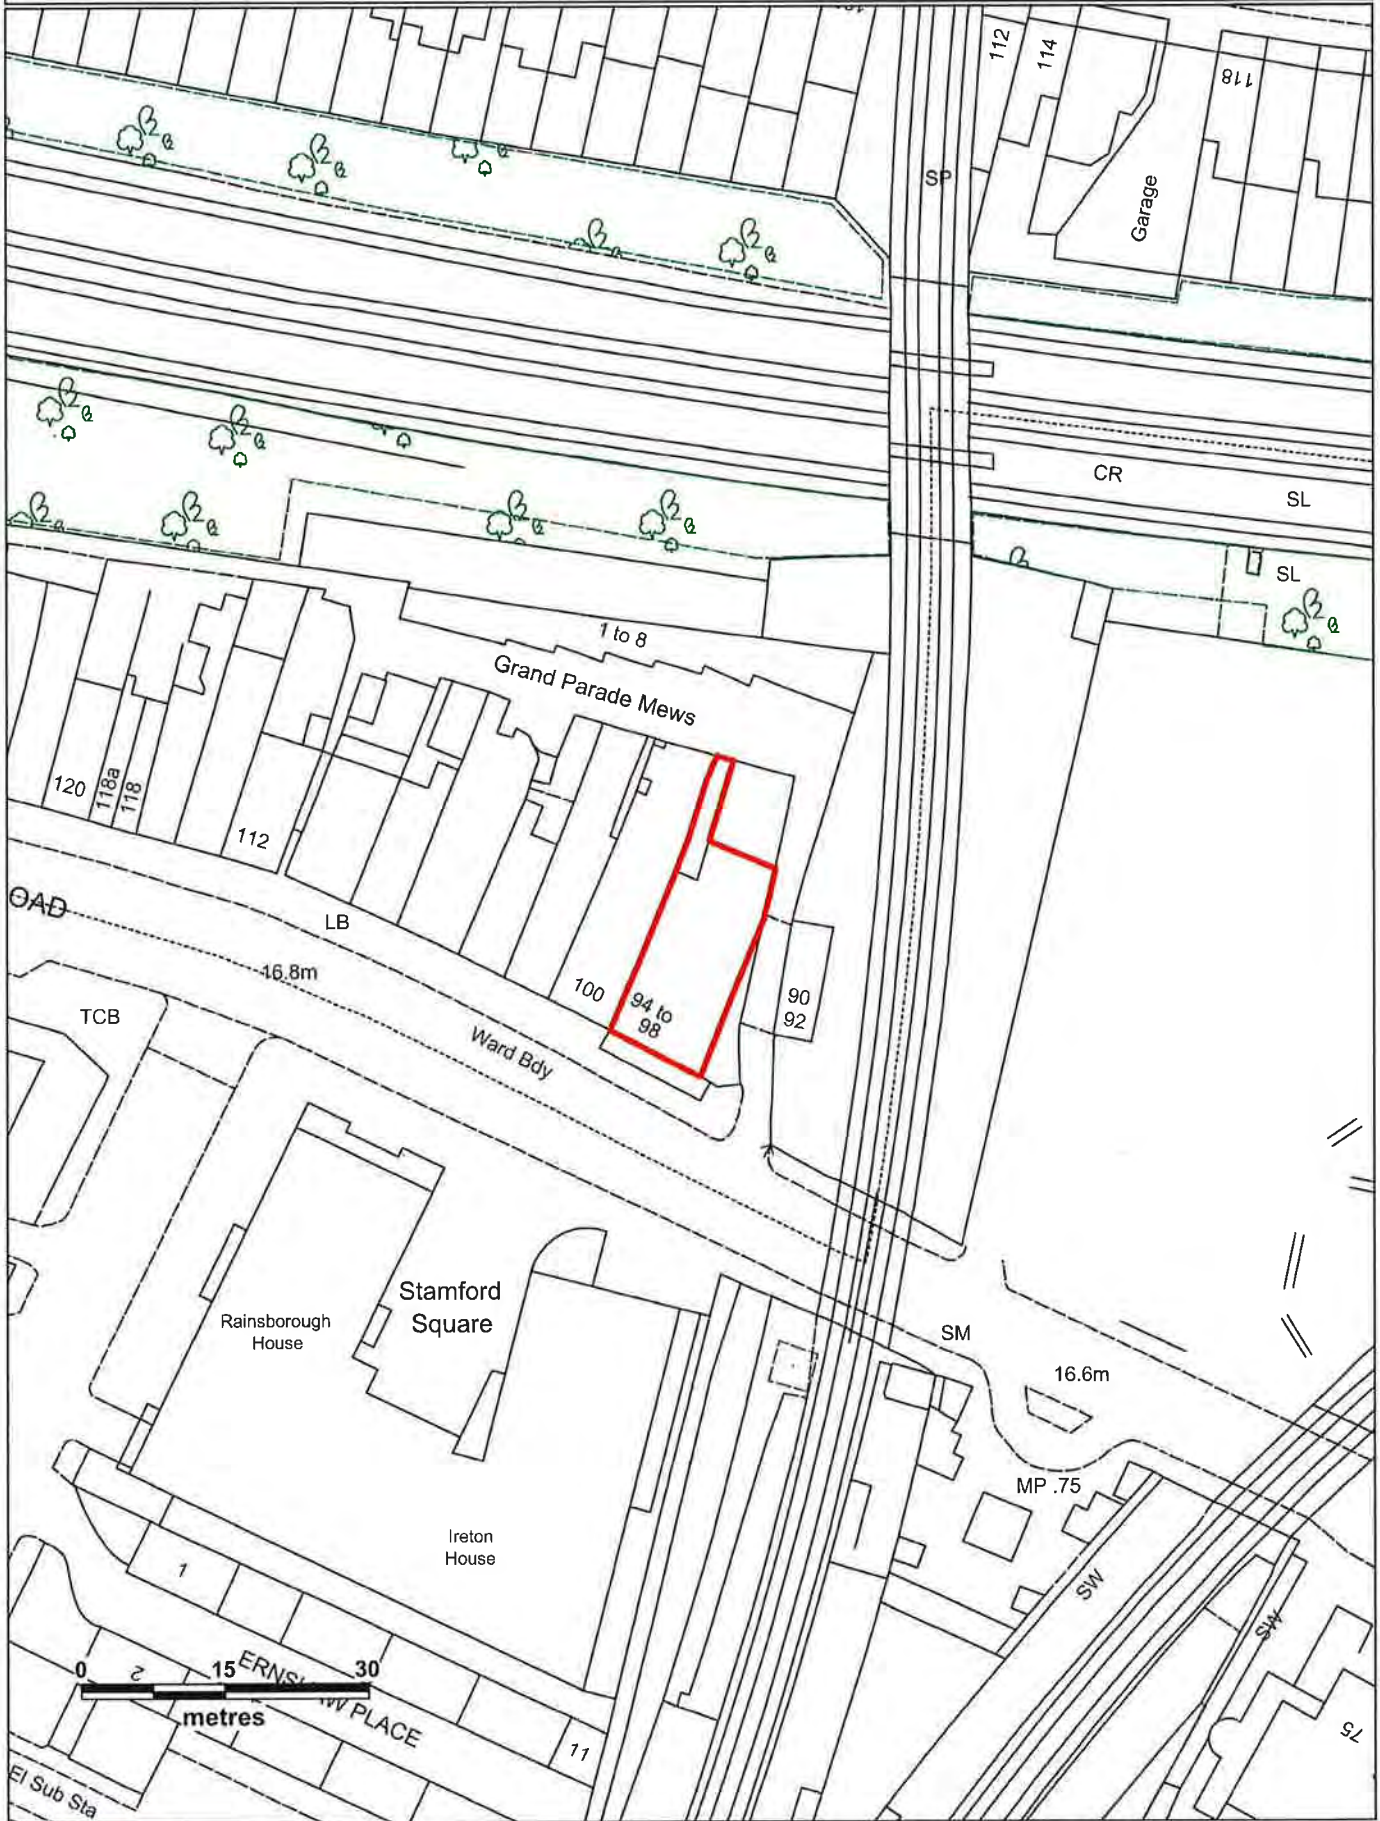 112
114
118
SP
Garage
CR
SL
SL
1 to 8
Grand Parade Mews
120
118a
118
112
OAD
LB
16.8m
TCB
100
94 to
98
90
92
Ward Bdy
Stamford
Square
Rainsborough
House
SM
16.6m
MP .75
Ireton
House
SW
SW
1
2
0 15 30
metres
PLACE
11
75
El Sub Sta